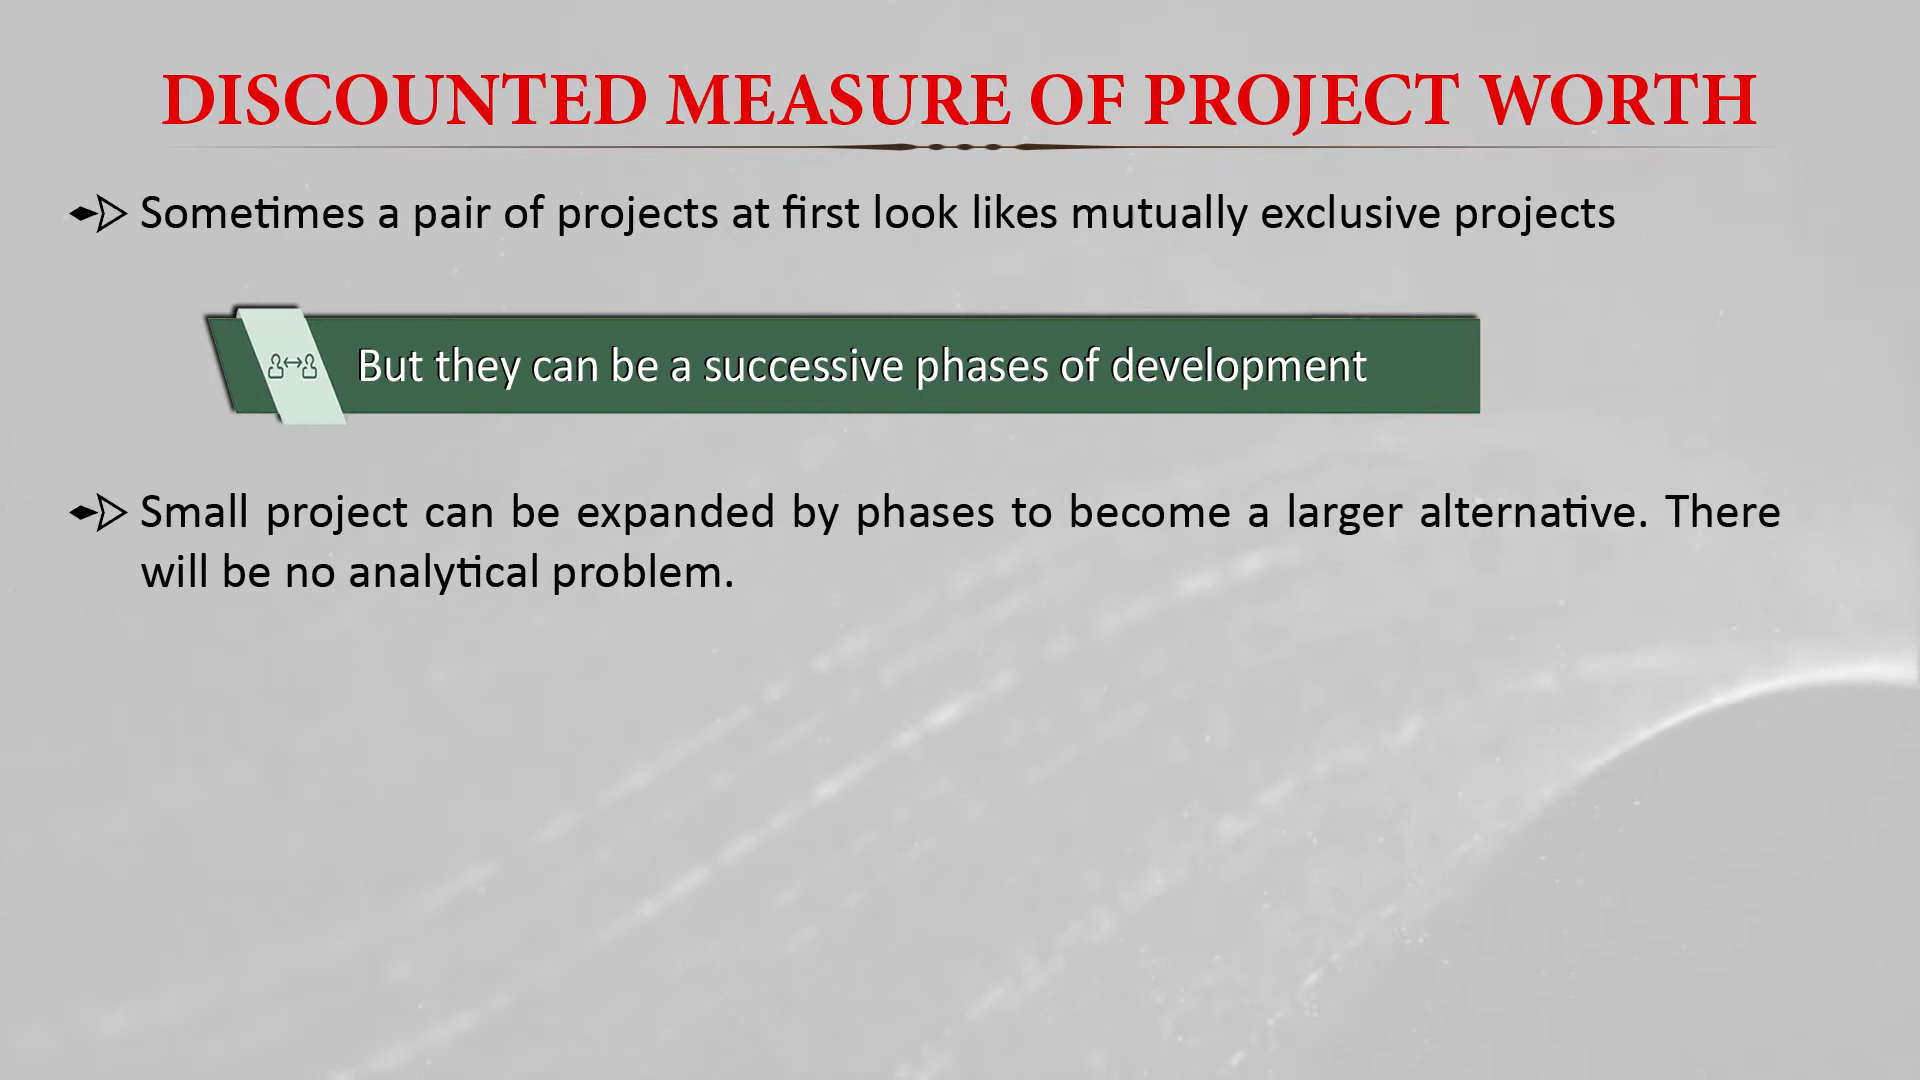 DISCOUNTED MEASURE OF PROJECT WORTH
Sometimes a pair of projects at first look likes mutually exclusive projects
But they can be a successive phases of development
Small project can be expanded by phases to become a larger alternative. There
will be no analytical problem.